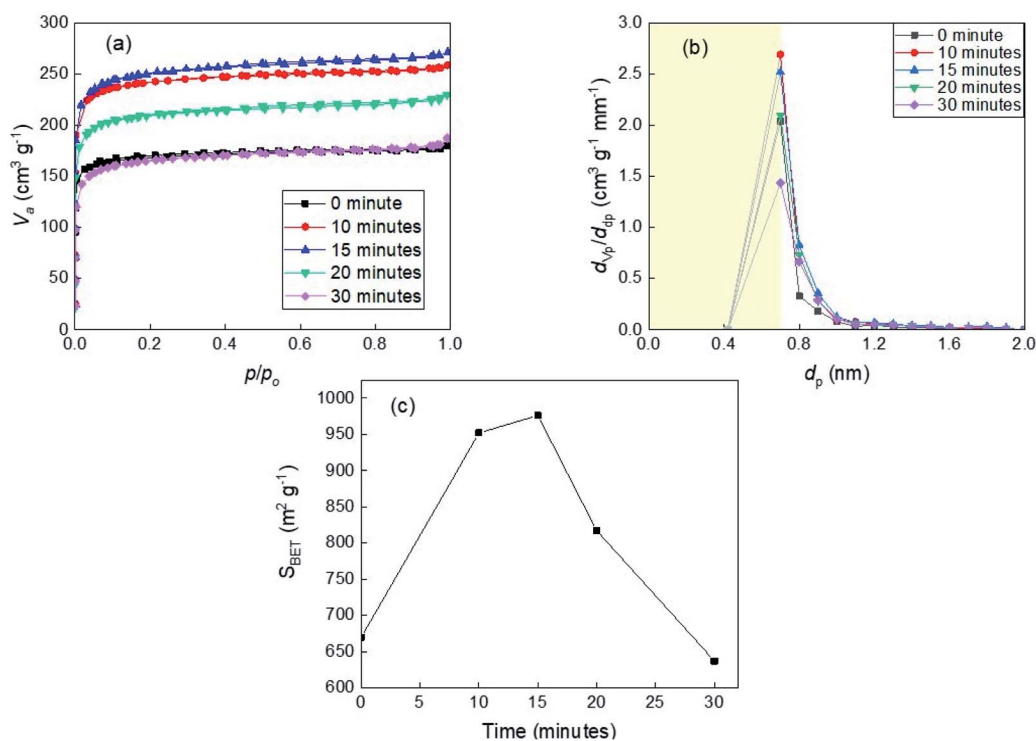 (a)
300
250
200
150
100
50
0
V_a (cm³ g⁻¹)
0 minute
10 minutes
15 minutes
20 minutes
30 minutes
0.0 0.2 0.4 0.6 0.8 1.0
p/p_o
(b)
3.0
2.5
2.0
1.5
1.0
0.5
0.0
d_Vp/d_dp (cm³ g⁻¹ mm⁻¹)
0 minute
10 minutes
15 minutes
20 minutes
30 minutes
0.0 0.4 0.8 1.2 1.6 2.0
d_p (nm)
(c)
1000
950
900
850
800
750
700
650
600
S_BET (m² g⁻¹)
0 5 10 15 20 25 30
Time (minutes)